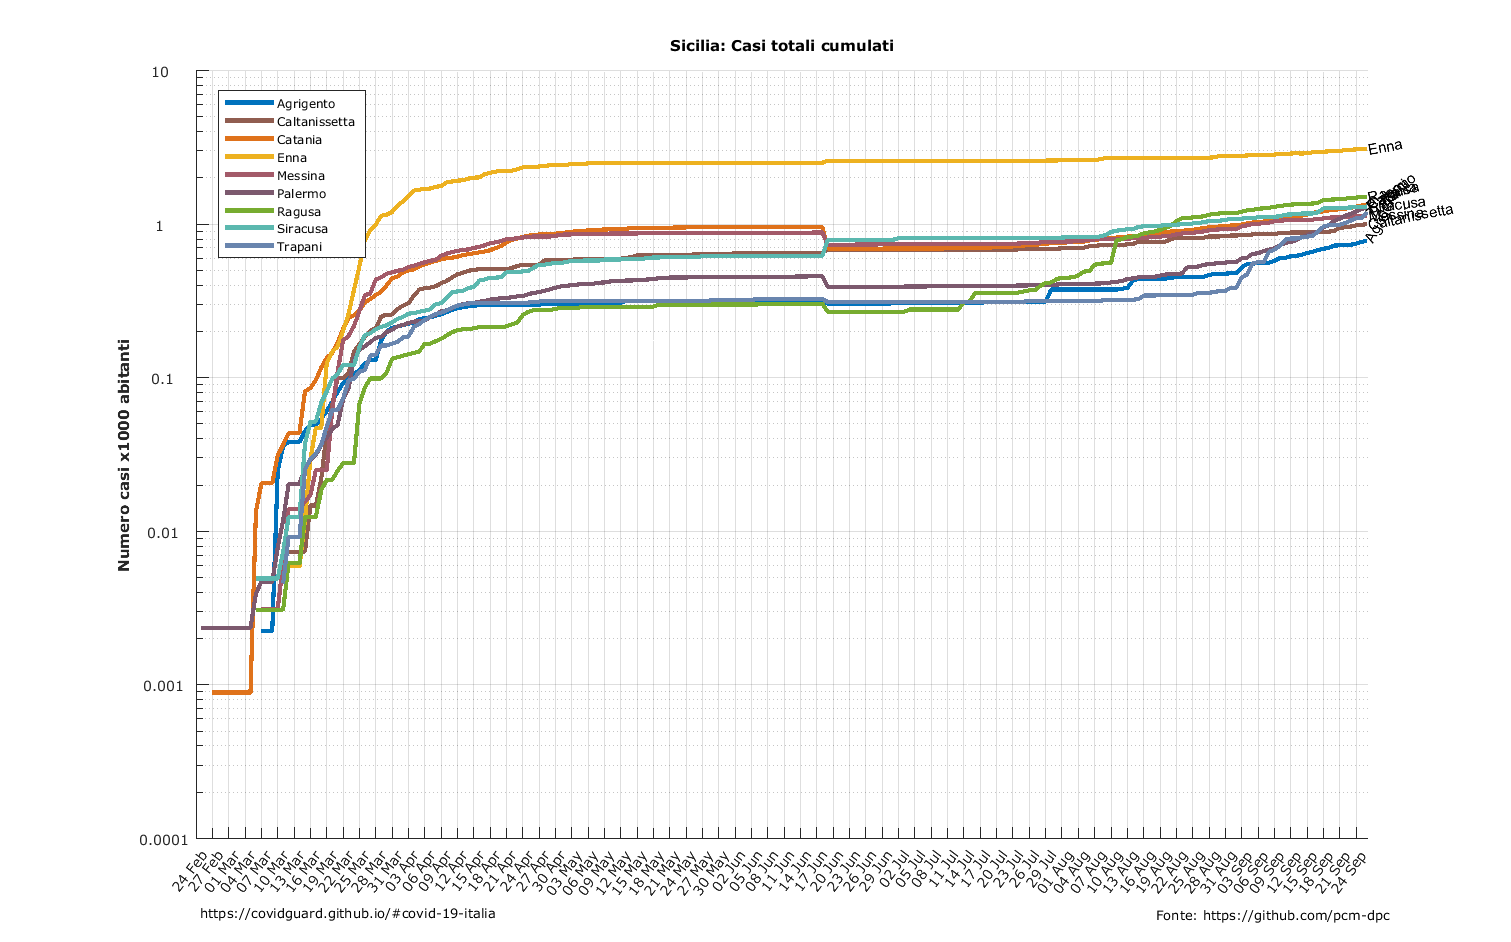 Sicilia: Casi totali cumulati
10
1
0.1
0.01
0.001
0.0001
Numero casi x1000 abitanti
Agrigento
Caltanissetta
Catania
Enna
Messina
Palermo
Ragusa
Siracusa
Trapani
Enna
Siracusa
Messina
Caltanissetta
24 Feb
27 Feb
01 Mar
04 Mar
07 Mar
10 Mar
13 Mar
16 Mar
19 Mar
22 Mar
25 Mar
28 Mar
31 Mar
03 Apr
06 Apr
09 Apr
12 Apr
15 Apr
18 Apr
21 Apr
24 Apr
27 Apr
30 Apr
03 May
06 May
09 May
12 May
15 May
18 May
21 May
24 May
27 May
30 May
02 Jun
05 Jun
08 Jun
11 Jun
14 Jun
17 Jun
20 Jun
23 Jun
26 Jun
29 Jun
02 Jul
05 Jul
08 Jul
11 Jul
14 Jul
17 Jul
20 Jul
23 Jul
26 Jul
29 Jul
01 Aug
04 Aug
07 Aug
10 Aug
13 Aug
16 Aug
19 Aug
22 Aug
25 Aug
28 Aug
31 Aug
03 Sep
06 Sep
09 Sep
12 Sep
15 Sep
18 Sep
21 Sep
24 Sep
https://covidguard.github.io/#covid-19-italia
Fonte: https://github.com/pcm-dpc